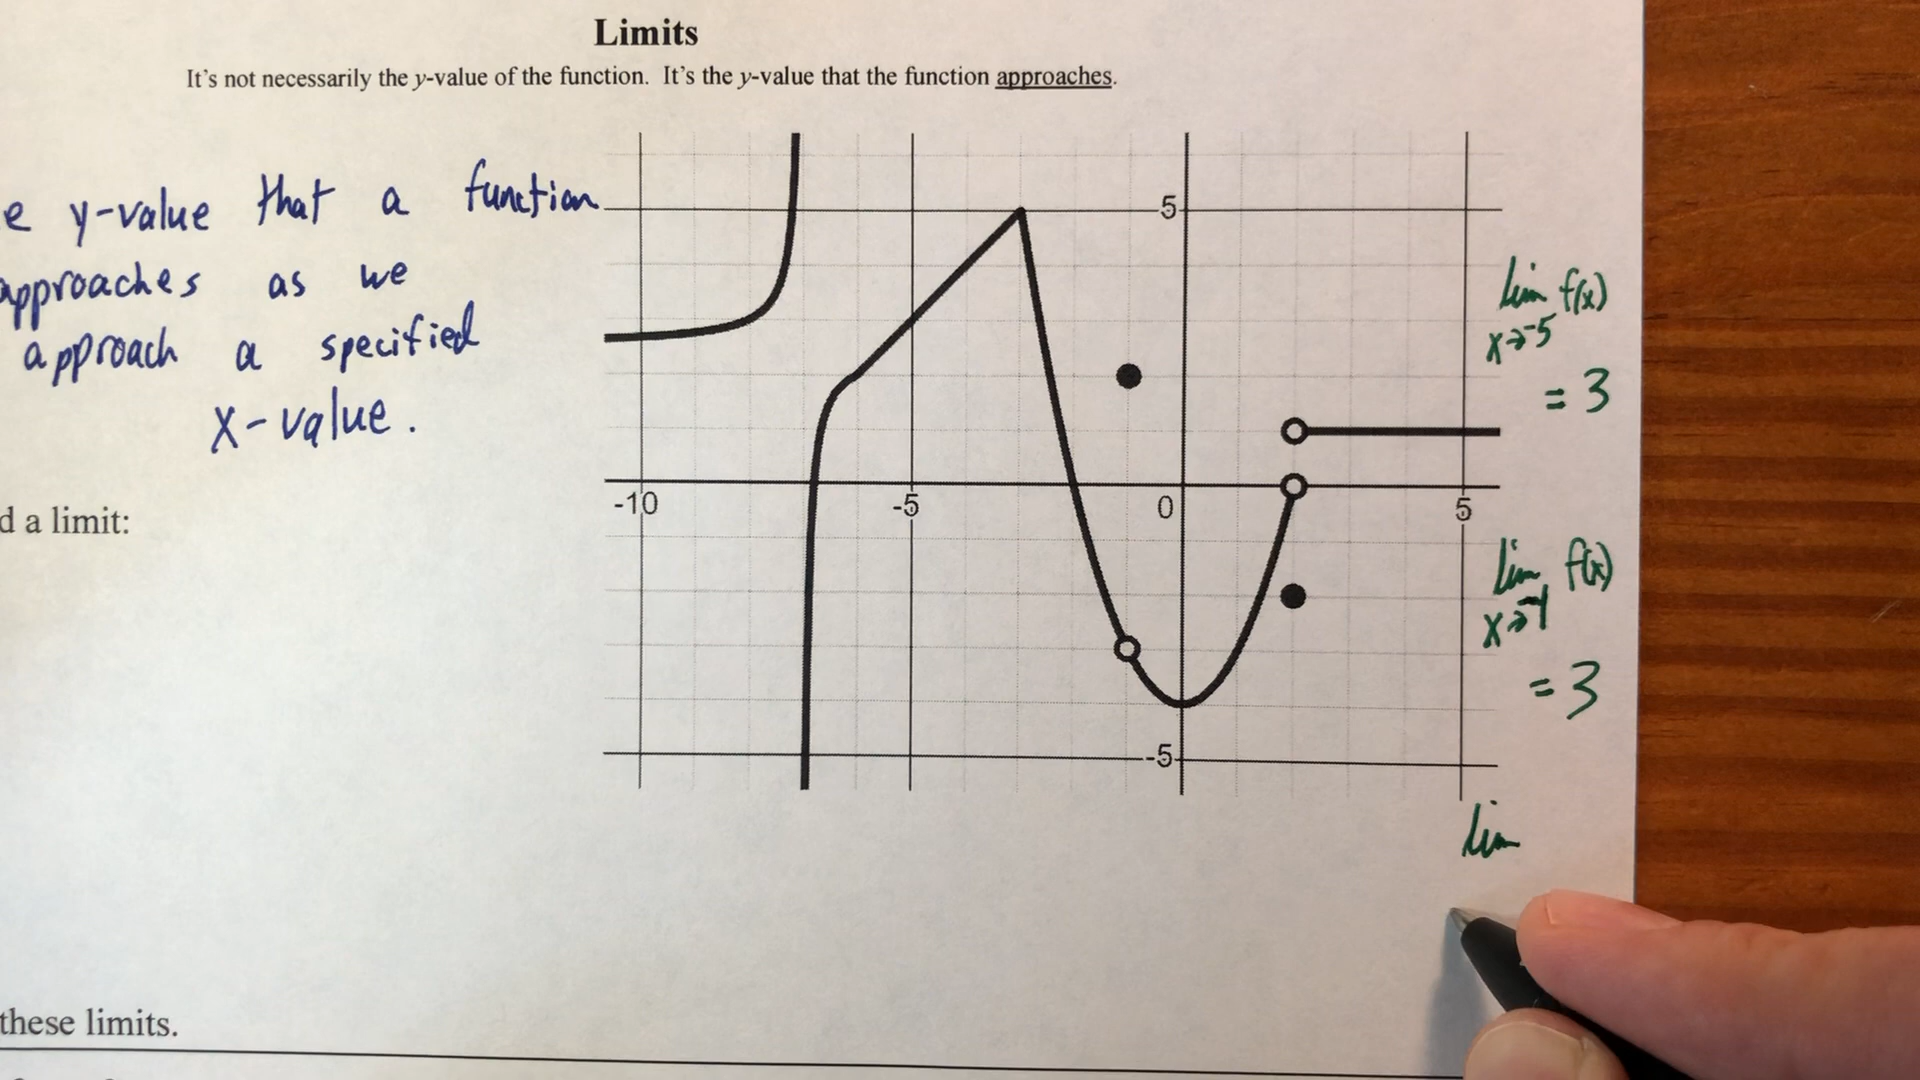 Limits
It's not necessarily the y-value of the function. It's the y-value that the function approaches.
e y-value that a function
approaches as we
approach a specified
x-value.
d a limit:
these limits.
5
-10
-5
0
5
-5
lim f(x)
x→-5
= 3
lim f(x)
x→-1
= 3
lim